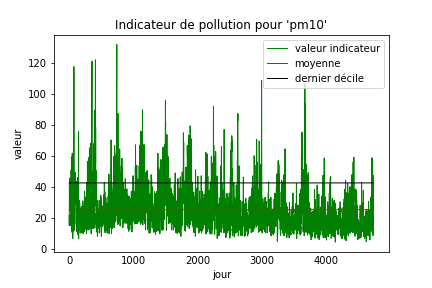 Indicateur de pollution pour 'pm10'
valeur indicateur
moyenne
dernier décile
valeur
120
100
80
60
40
20
0
0 1000 2000 3000 4000
jour